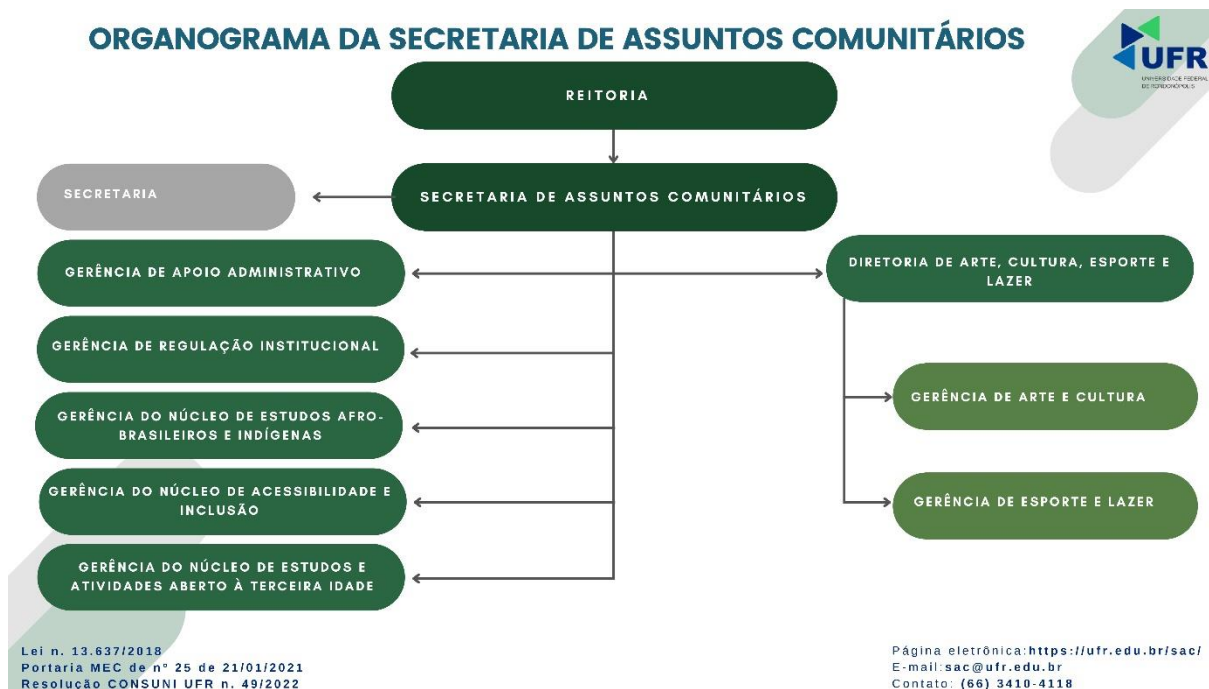 ORGANOGRAMA DA SECRETARIA DE ASSUNTOS COMUNITÁRIOS
UFR
UNIVERSIDADE FEDERAL
DE RONDONÓPOLIS
REITORIA
SECRETARIA
SECRETARIA DE ASSUNTOS COMUNITÁRIOS
GERÊNCIA DE APOIO ADMINISTRATIVO
DIRETORIA DE ARTE, CULTURA, ESPORTE E
LAZER
GERÊNCIA DE REGULAÇÃO INSTITUCIONAL
GERÊNCIA DE ARTE E CULTURA
GERÊNCIA DO NÚCLEO DE ESTUDOS AFRO-
BRASILEIROS E INDÍGENAS
GERÊNCIA DO NÚCLEO DE ACESSIBILIDADE E
INCLUSÃO
GERÊNCIA DE ESPORTE E LAZER
GERÊNCIA DO NÚCLEO DE ESTUDOS E
ATIVIDADES ABERTO À TERCEIRA IDADE
Lei n. 13.637/2018
Portaria MEC de nº 25 de 21/01/2021
Resolução CONSUNI UFR n. 49/2022
Página eletrônica:https://ufr.edu.br/sac/
E-mail:sac@ufr.edu.br
Contato: (66) 3410-4118